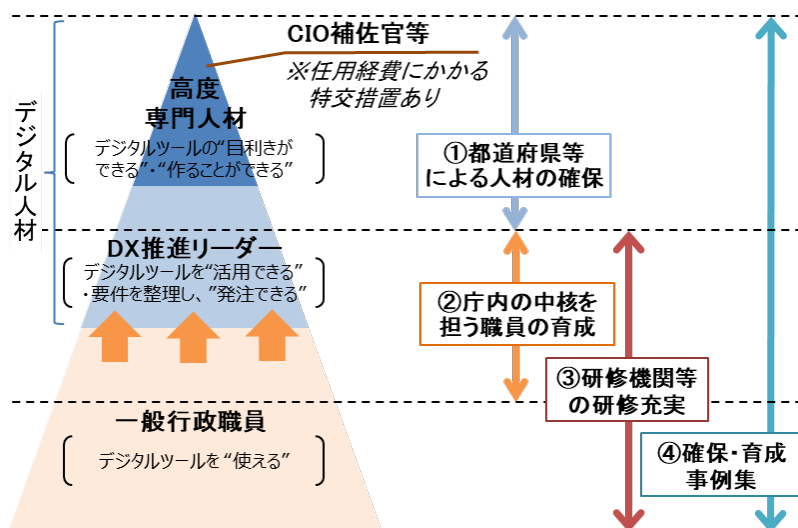 デジタル人材
CIO補佐官等
※任用経費にかかる
特交措置あり
高度
専門人材
デジタルツールの“目利きが
できる”・“作ることができる”
DX推進リーダー
デジタルツールを“活用できる”
・要件を整理し、”発注できる”
一般行政職員
デジタルツールを“使える”
①都道府県等
による人材の確保
②庁内の中核を
担う職員の育成
③研修機関等
の研修充実
④確保・育成
事例集